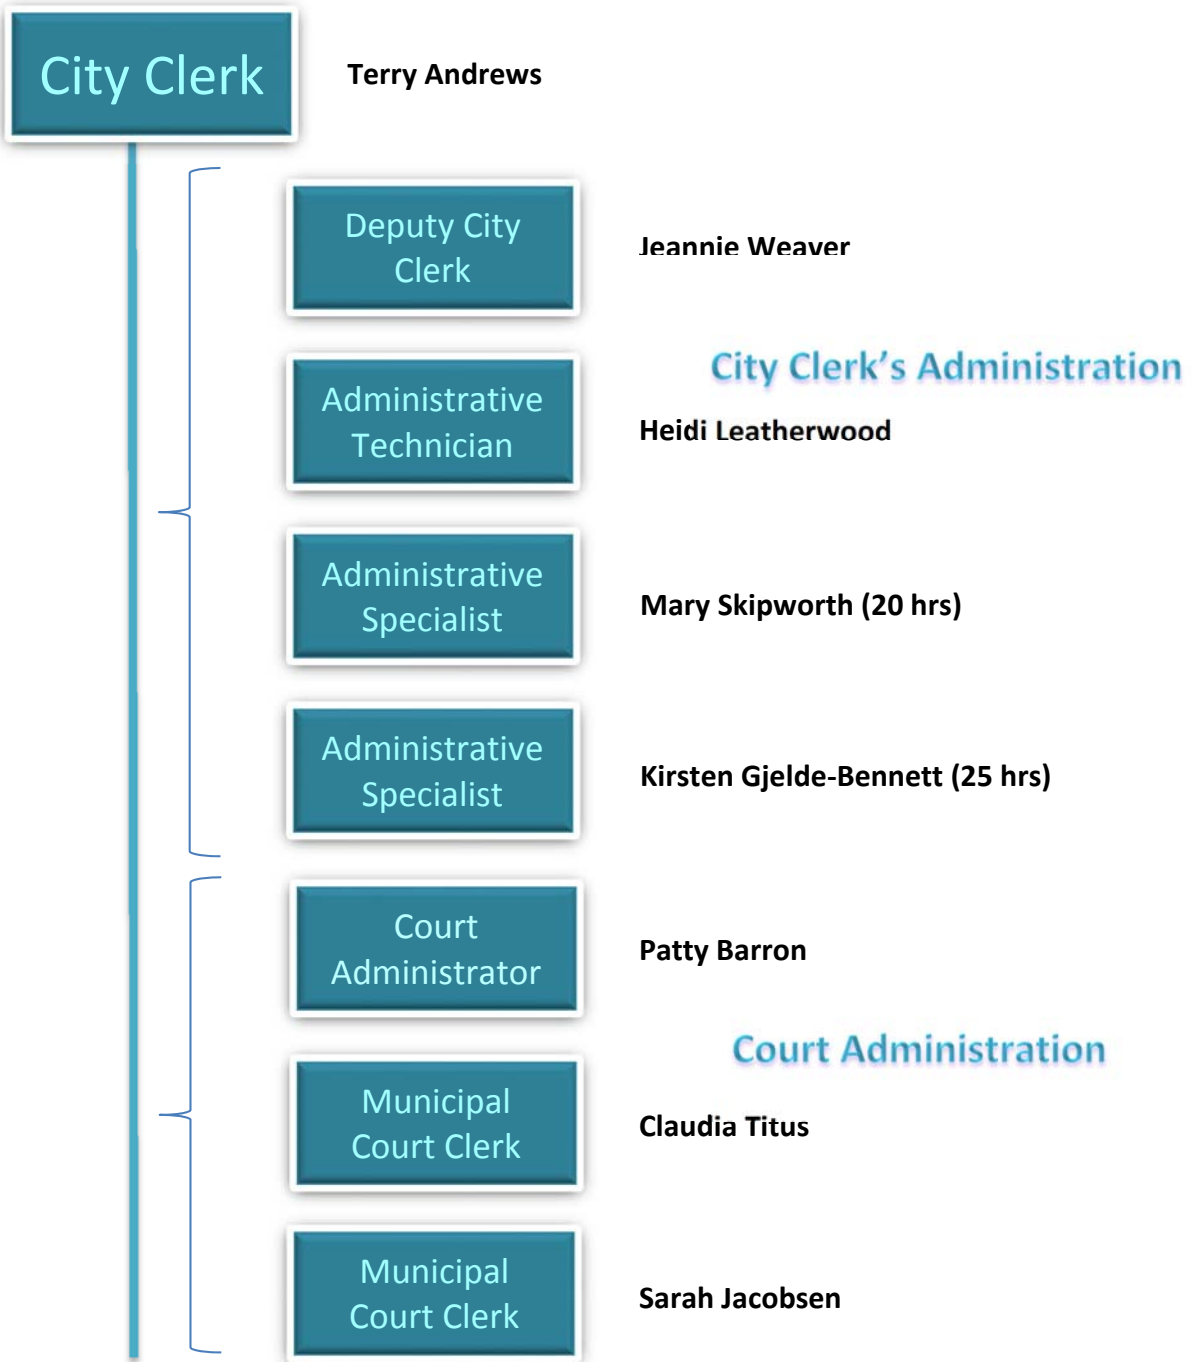 City Clerk
Terry Andrews
Deputy City
Clerk
Jeannie Weaver
City Clerk's Administration
Administrative
Technician
Heidi Leatherwood
Administrative
Specialist
Mary Skipworth (20 hrs)
Administrative
Specialist
Kirsten Gjelde-Bennett (25 hrs)
Court
Administrator
Patty Barron
Court Administration
Municipal
Court Clerk
Claudia Titus
Municipal
Court Clerk
Sarah Jacobsen